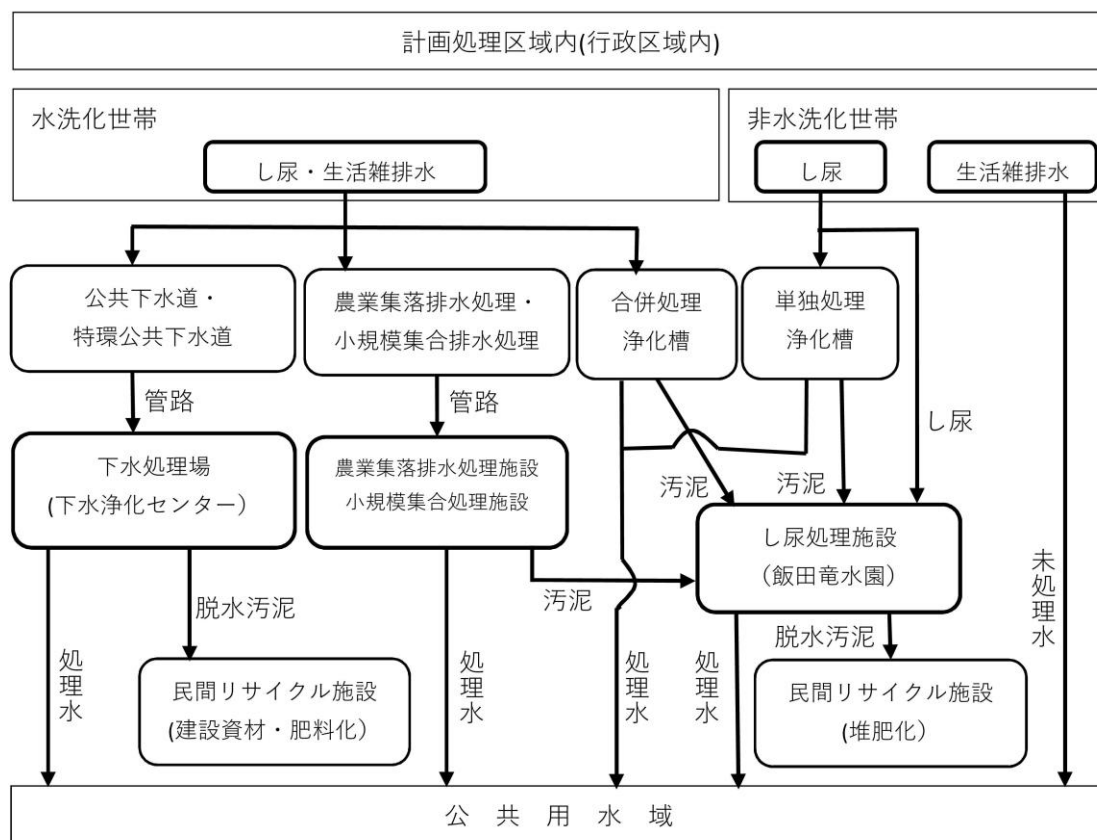 計画処理区域内(行政区域内)
水洗化世帯
非水洗化世帯
し尿・生活雑排水
し尿
生活雑排水
公共下水道・
特環公共下水道
農業集落排水処理・
小規模集合排水処理
合併処理
浄化槽
単独処理
浄化槽
管路
管路
し尿
下水処理場
(下水浄化センター)
農業集落排水処理施設
小規模集合処理施設
汚泥
汚泥
し尿処理施設
(飯田竜水園)
汚泥
未処理水
脱水汚泥
脱水汚泥
処理水
処理水
処理水
処理水
民間リサイクル施設
(建設資材・肥料化)
民間リサイクル施設
(堆肥化)
公共用水域